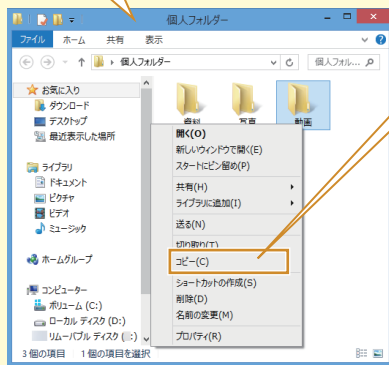 個人フォルダー
ファイル ホーム 共有 表示
個人フォルダー
個人フォル...
お気に入り
ダウンロード
デスクトップ
最近表示した場所
ライブラリ
ドキュメント
ピクチャ
ビデオ
ミュージック
ホームグループ
コンピューター
ボリューム (C:)
ローカル ディスク (D:)
リムーバブル ディスク
資料 写真 動画
開く(O)
新しいウィンドウで開く(E)
スタートにピン留め(P)
共有(H)
ライブラリに追加(I)
送る(N)
切り取り(T)
コピー(C)
ショートカットの作成(S)
削除(D)
名前の変更(M)
プロパティ(R)
3 個の項目 1 個の項目を選択